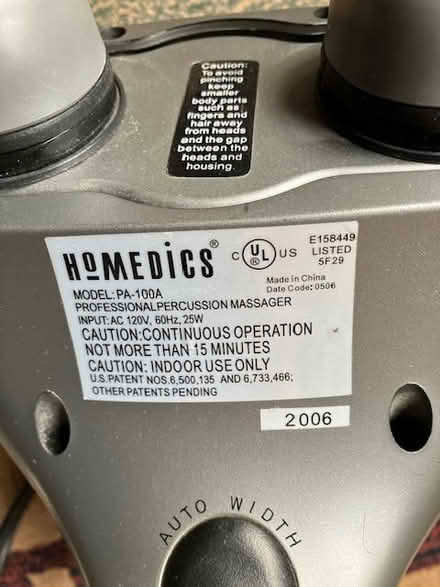 Caution:
To avoid
pinching
keep
smaller
body parts
such as
fingers and
hair away
from heads
and the gap
between the
heads and
housing.
HoMEDiCS®
C UL® US
E158449
LISTED
5F29
Made in China
Date Code: 0506
MODEL: PA-100A
PROFESSIONAL PERCUSSION MASSAGER
INPUT: AC 120V, 60Hz, 25W
CAUTION: CONTINUOUS OPERATION
NOT MORE THAN 15 MINUTES
CAUTION: INDOOR USE ONLY
U.S. PATENT NOS.6,500,135 AND 6,733,466;
OTHER PATENTS PENDING
2006
AUTO WIDTH